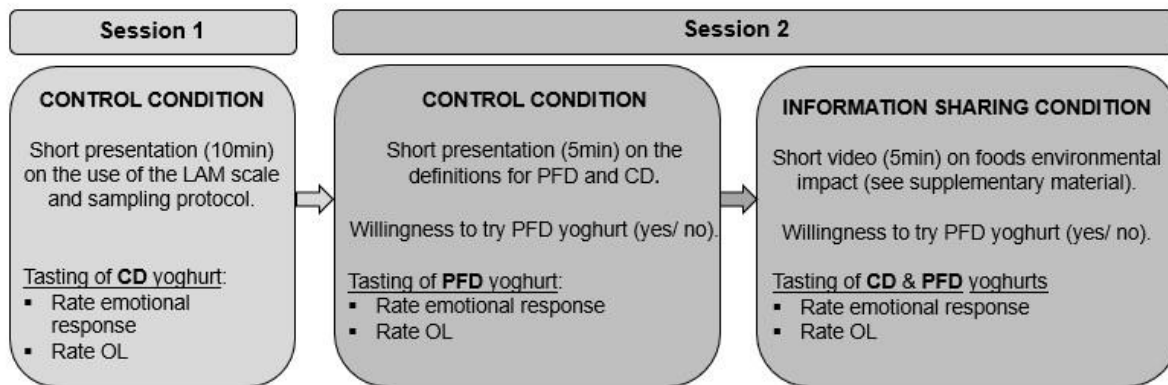 Session 1
Session 2
CONTROL CONDITION
Short presentation (10min)
on the use of the LAM scale
and sampling protocol.
Tasting of CD yoghurt:
▪ Rate emotional
response
▪ Rate OL
CONTROL CONDITION
Short presentation (5min) on the
definitions for PFD and CD.
Willingness to try PFD yoghurt (yes/ no).
Tasting of PFD yoghurt:
▪ Rate emotional response
▪ Rate OL
INFORMATION SHARING CONDITION
Short video (5min) on foods environmental
impact (see supplementary material).
Willingness to try PFD yoghurt (yes/ no).
Tasting of CD & PFD yoghurts
▪ Rate emotional response
▪ Rate OL